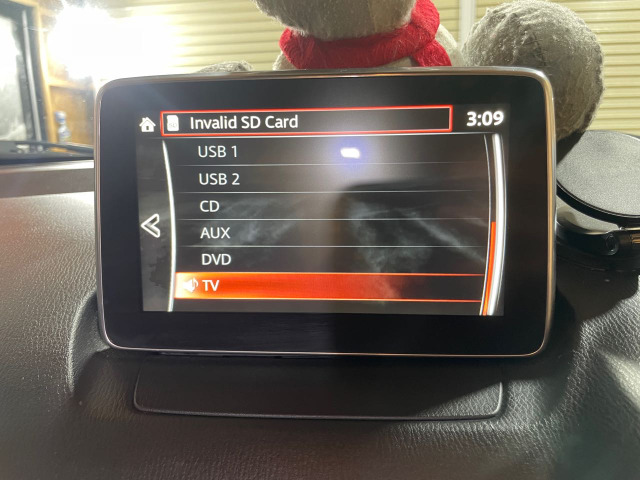 Invalid SD Card 3:09
USB 1
USB 2
CD
AUX
DVD
TV